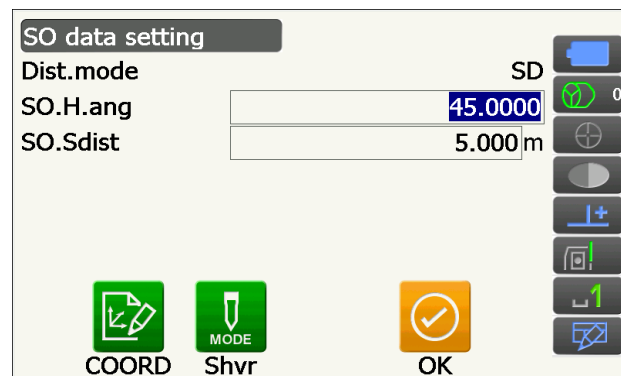 SO data setting
Dist.mode SD
SO.H.ang 45.0000
SO.Sdist 5.000 m
0
+
!
1
MODE
COORD Shvr OK